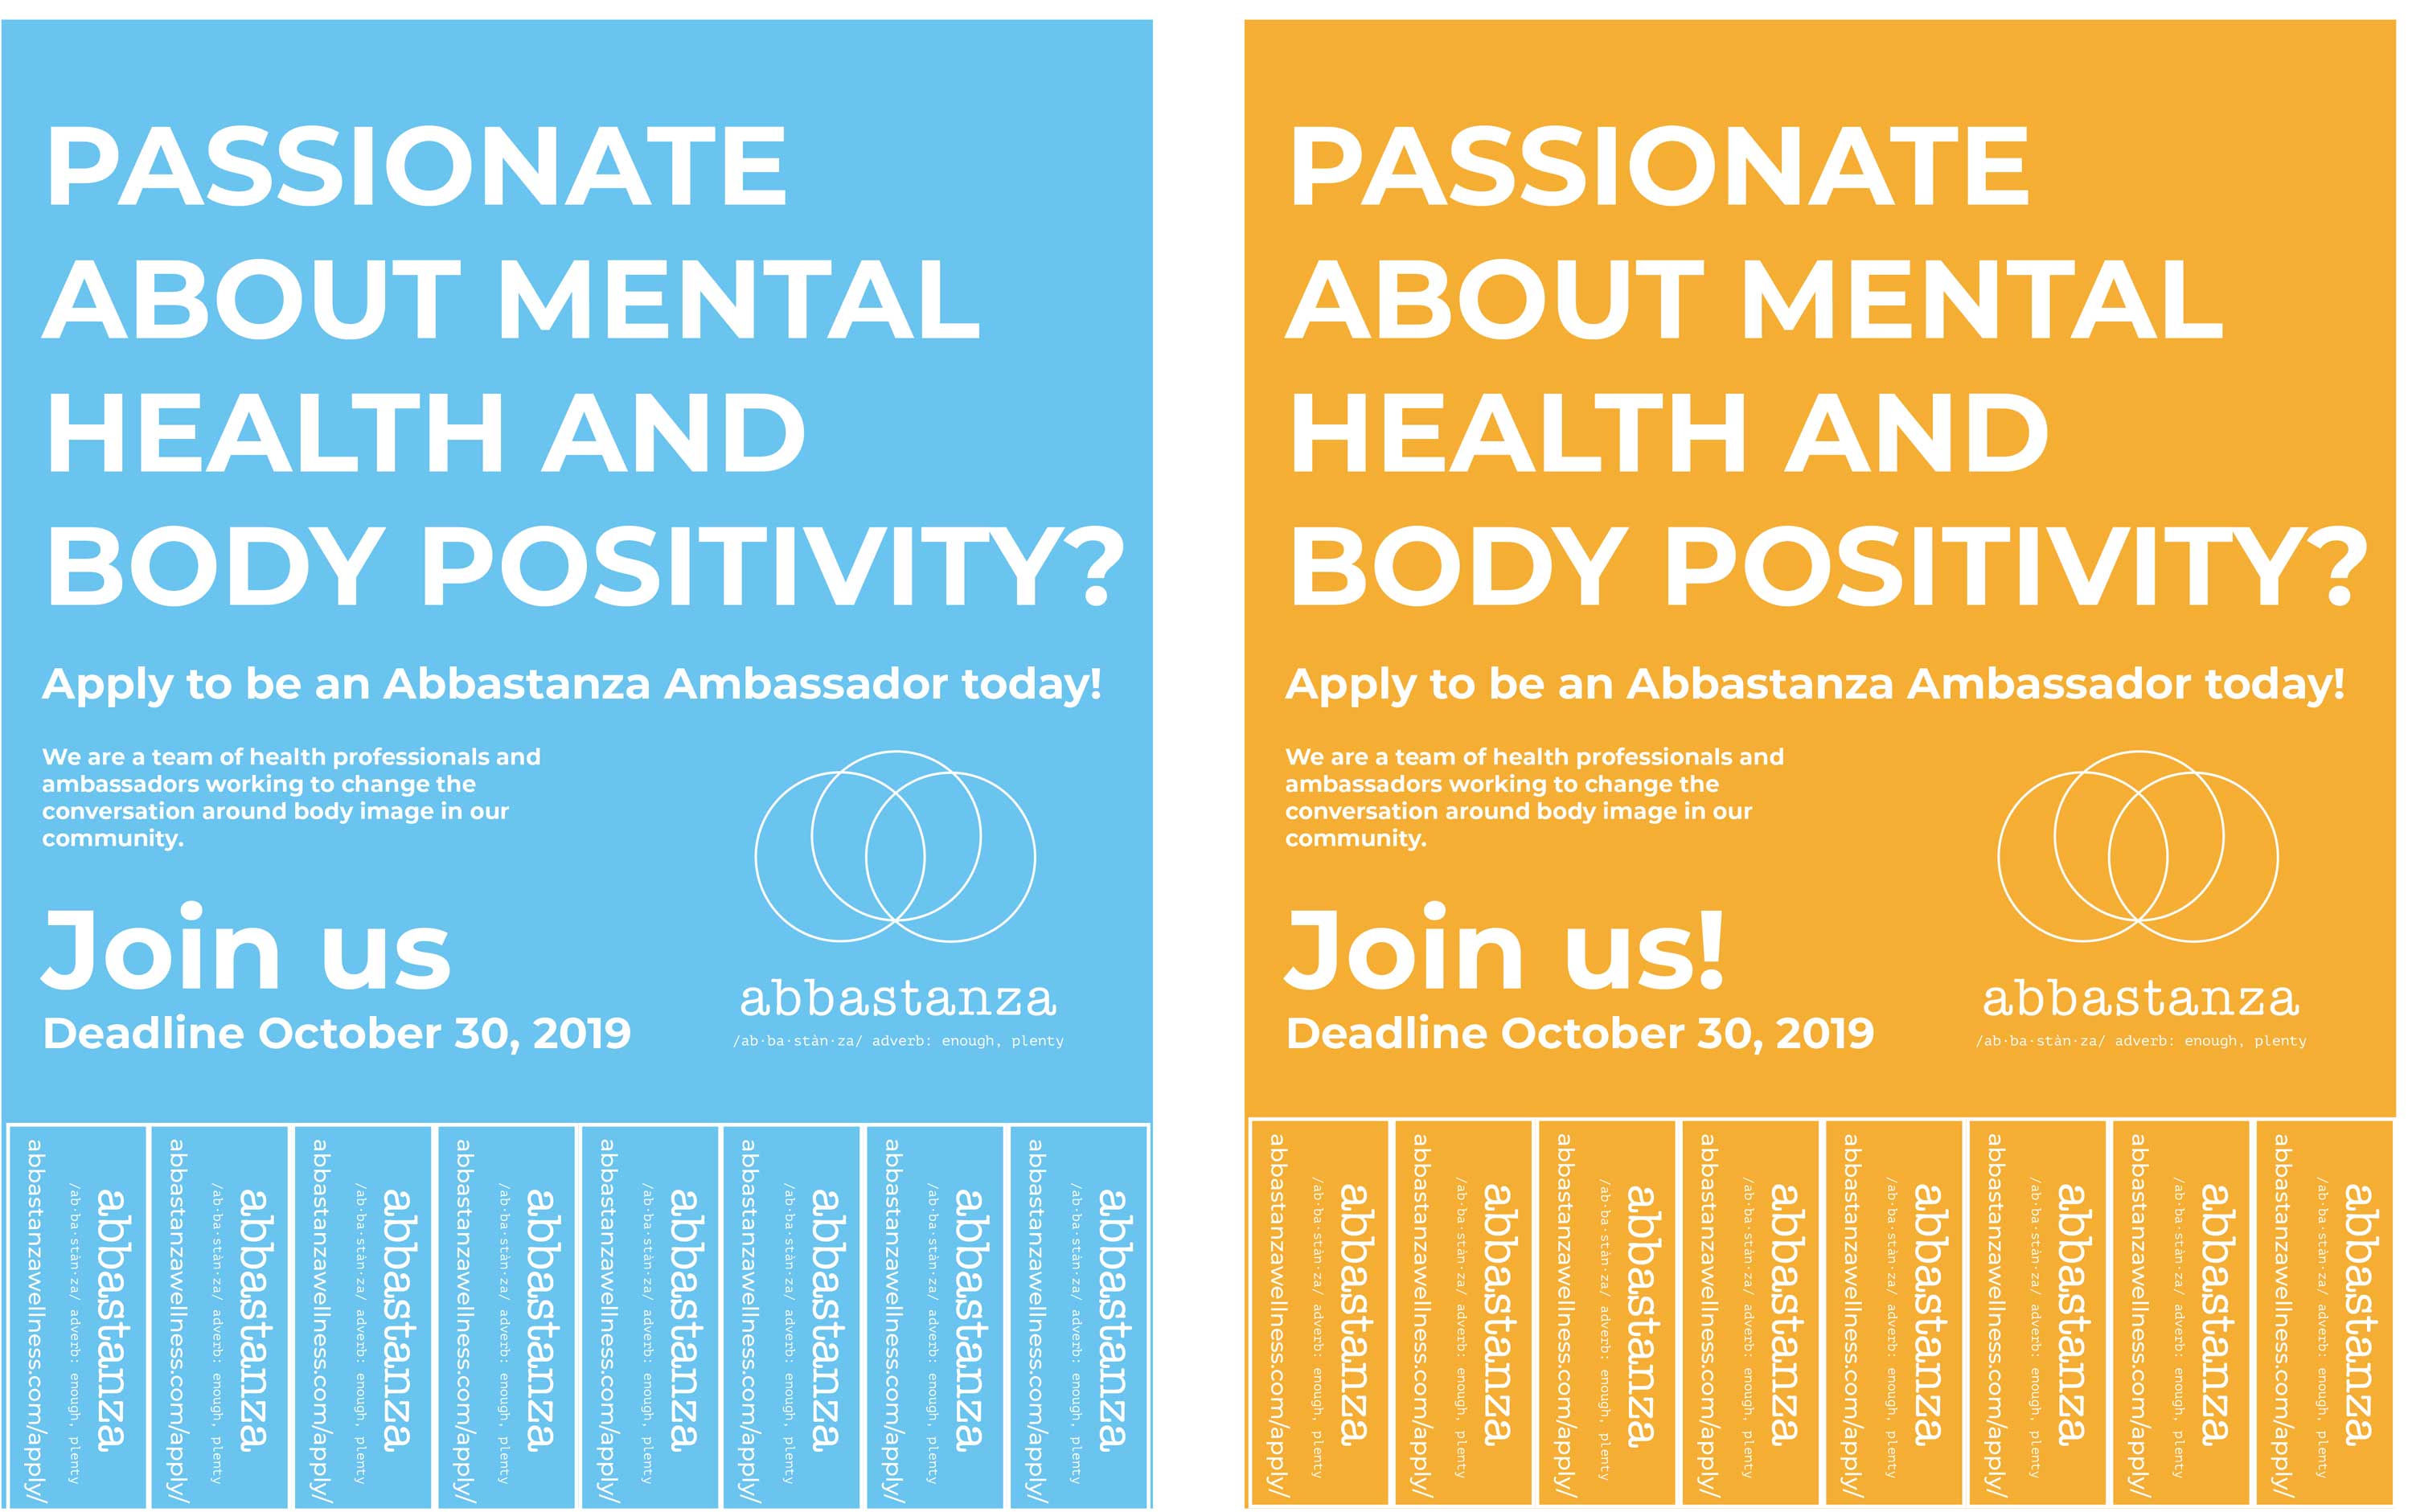 PASSIONATE
ABOUT MENTAL
HEALTH AND
BODY POSITIVITY?
Apply to be an Abbastanza Ambassador today!
We are a team of health professionals and
ambassadors working to change the
conversation around body image in our
community.
Join us
Deadline October 30, 2019
abbastanza
/ab·ba·stàn·za/ adverb: enough, plenty
abbastanza
/ab·ba·stàn·za/ adverb: enough, plenty
abbastanzawellness.com/apply/
abbastanza
/ab·ba·stàn·za/ adverb: enough, plenty
abbastanzawellness.com/apply/
abbastanza
/ab·ba·stàn·za/ adverb: enough, plenty
abbastanzawellness.com/apply/
abbastanza
/ab·ba·stàn·za/ adverb: enough, plenty
abbastanzawellness.com/apply/
abbastanza
/ab·ba·stàn·za/ adverb: enough, plenty
abbastanzawellness.com/apply/
abbastanza
/ab·ba·stàn·za/ adverb: enough, plenty
abbastanzawellness.com/apply/
abbastanza
/ab·ba·stàn·za/ adverb: enough, plenty
abbastanzawellness.com/apply/
abbastanza
/ab·ba·stàn·za/ adverb: enough, plenty
abbastanzawellness.com/apply/
PASSIONATE
ABOUT MENTAL
HEALTH AND
BODY POSITIVITY?
Apply to be an Abbastanza Ambassador today!
We are a team of health professionals and
ambassadors working to change the
conversation around body image in our
community.
Join us!
Deadline October 30, 2019
abbastanza
/ab·ba·stàn·za/ adverb: enough, plenty
abbastanza
/ab·ba·stàn·za/ adverb: enough, plenty
abbastanzawellness.com/apply/
abbastanza
/ab·ba·stàn·za/ adverb: enough, plenty
abbastanzawellness.com/apply/
abbastanza
/ab·ba·stàn·za/ adverb: enough, plenty
abbastanzawellness.com/apply/
abbastanza
/ab·ba·stàn·za/ adverb: enough, plenty
abbastanzawellness.com/apply/
abbastanza
/ab·ba·stàn·za/ adverb: enough, plenty
abbastanzawellness.com/apply/
abbastanza
/ab·ba·stàn·za/ adverb: enough, plenty
abbastanzawellness.com/apply/
abbastanza
/ab·ba·stàn·za/ adverb: enough, plenty
abbastanzawellness.com/apply/
abbastanza
/ab·ba·stàn·za/ adverb: enough, plenty
abbastanzawellness.com/apply/